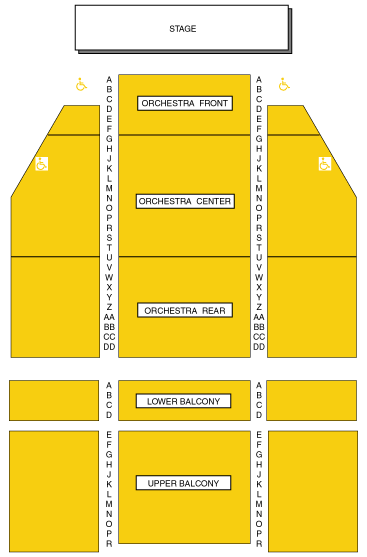 STAGE
A A
B B
C C
ORCHESTRA FRONT
D D
E E
F F
G G
H H
J J
K K
L L
M M
N N
ORCHESTRA CENTER
O O
P P
R R
S S
T T
U U
V V
W W
X X
Y Y
Z Z
ORCHESTRA REAR
AA AA
BB BB
CC CC
DD DD
A A
B B
LOWER BALCONY
C C
D D
E E
F F
G G
H H
J J
K K
UPPER BALCONY
L L
M M
N N
O O
P P
R R